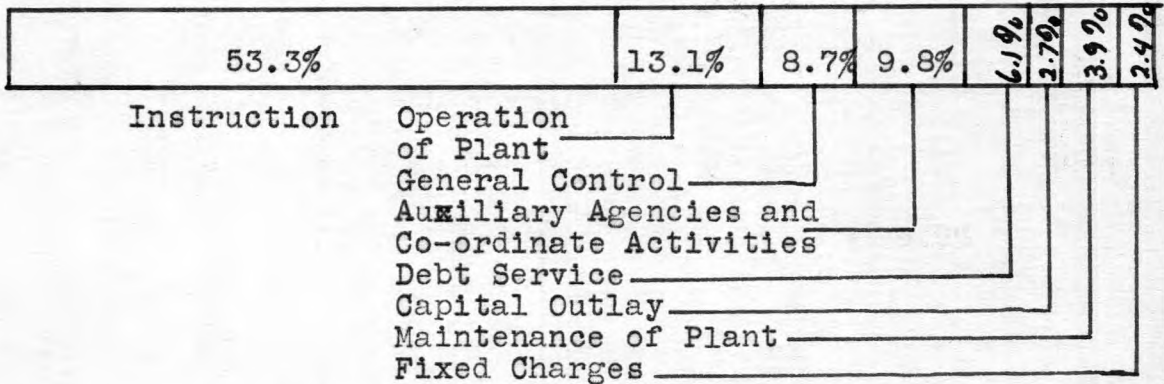 53.3% 13.1% 8.7% 9.8% 6.1% 2.7% 3.9% 2.4%
Instruction Operation
of Plant
General Control
Auxiliary Agencies and
Co-ordinate Activities
Debt Service
Capital Outlay
Maintenance of Plant
Fixed Charges